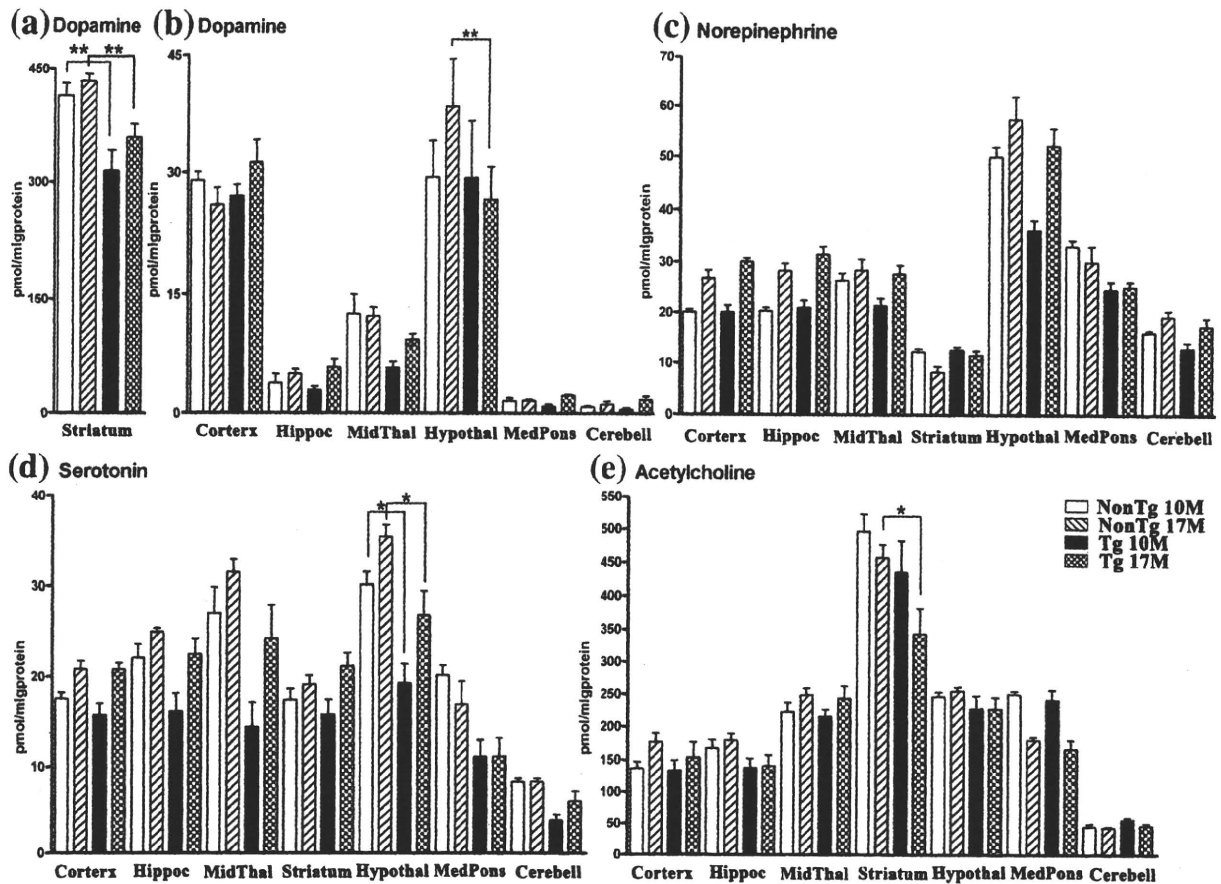 (a) Dopamine
**
**
450
300
150
0
pmol/mlgprotein
Striatum
(b) Dopamine
**
45
30
15
0
pmol/mlgprotein
Corterx Hippoc MidThal Hypothal MedPons Cerebell
(c) Norepinephrine
70
60
50
40
30
20
10
0
pmol/mlgprotein
Corterx Hippoc MidThal Striatum Hypothal MedPons Cerebell
(d) Serotonin
*
*
40
30
20
10
0
pmol/mlgprotein
Corterx Hippoc MidThal Striatum Hypothal MedPons Cerebell
(e) Acetylcholine
*
550
500
450
400
350
300
250
200
150
100
50
0
pmol/mlgprotein
NonTg 10M
NonTg 17M
Tg 10M
Tg 17M
Corterx Hippoc MidThal Striatum Hypothal MedPons Cerebell